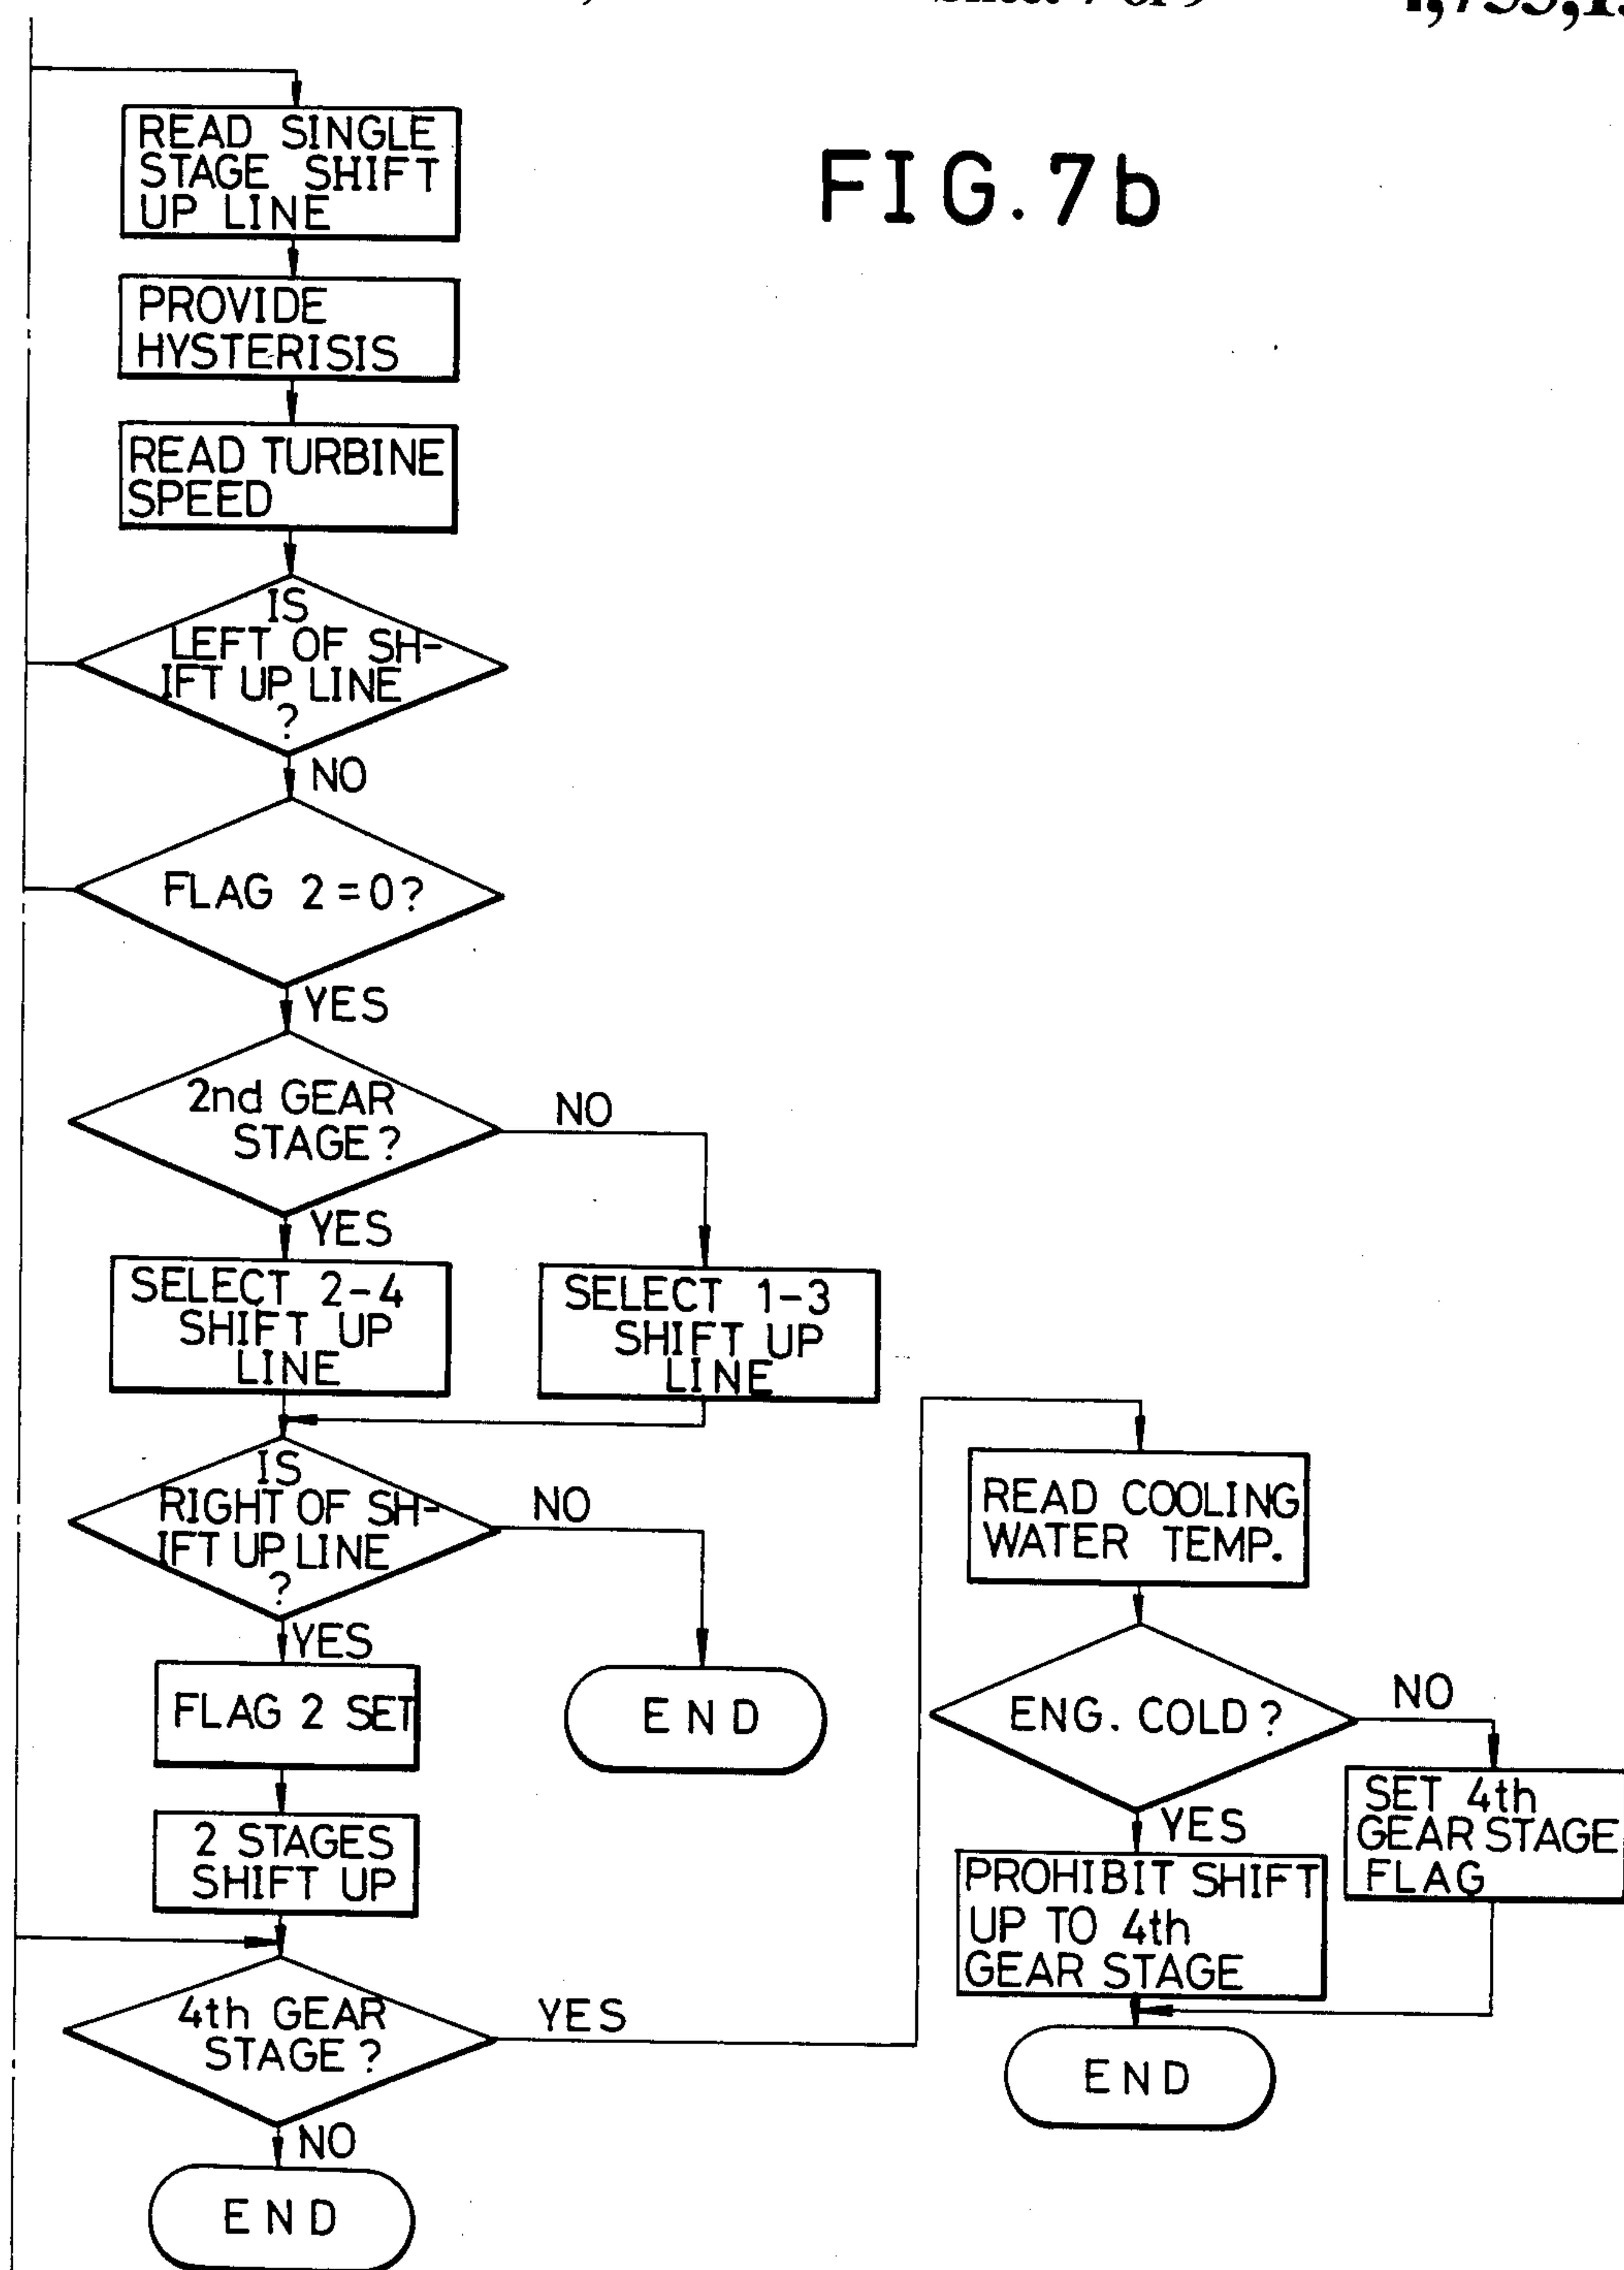 FIG. 7b
READ SINGLE
STAGE SHIFT
UP LINE
PROVIDE
HYSTERISIS
READ TURBINE
SPEED
IS
LEFT OF SH-
IFT UP LINE
?
NO
FLAG 2=0?
YES
2nd GEAR
STAGE?
NO
YES
SELECT 2-4
SHIFT UP
LINE
SELECT 1-3
SHIFT UP
LINE
IS
RIGHT OF SH-
IFT UP LINE
?
NO
YES
FLAG 2 SET
END
2 STAGES
SHIFT UP
4th GEAR
STAGE?
YES
NO
END
READ COOLING
WATER TEMP.
ENG. COLD?
NO
YES
SET 4th
GEAR STAGE
FLAG
PROHIBIT SHIFT
UP TO 4th
GEAR STAGE
END